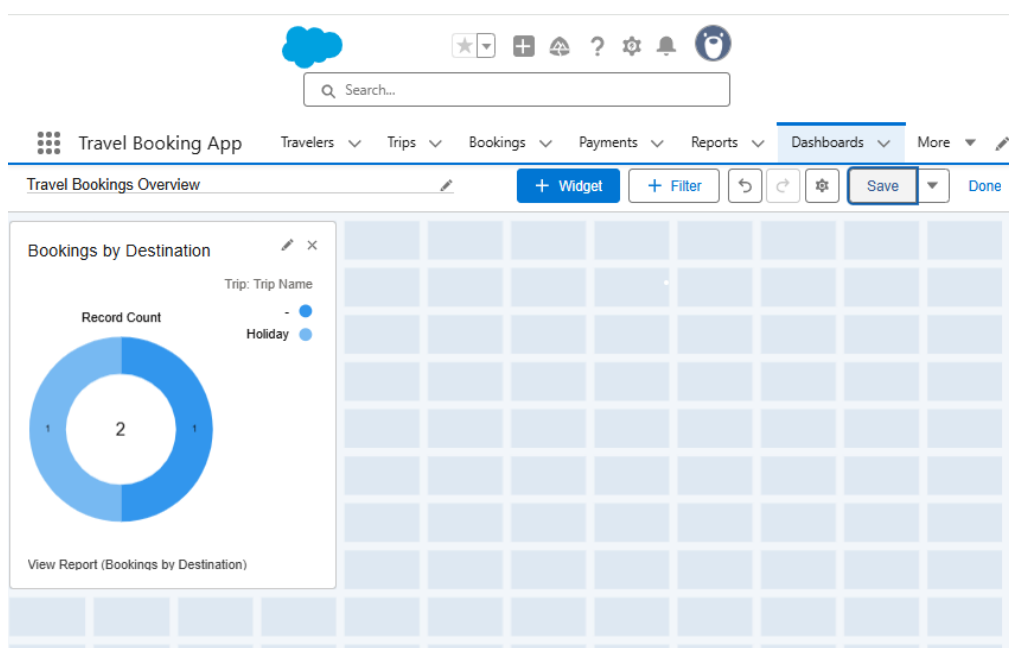 Search...
Travel Booking App Travelers Trips Bookings Payments Reports Dashboards More
Travel Bookings Overview + Widget + Filter Save Done
Bookings by Destination
Trip: Trip Name
Record Count -
Holiday
1 2 1
View Report (Bookings by Destination)